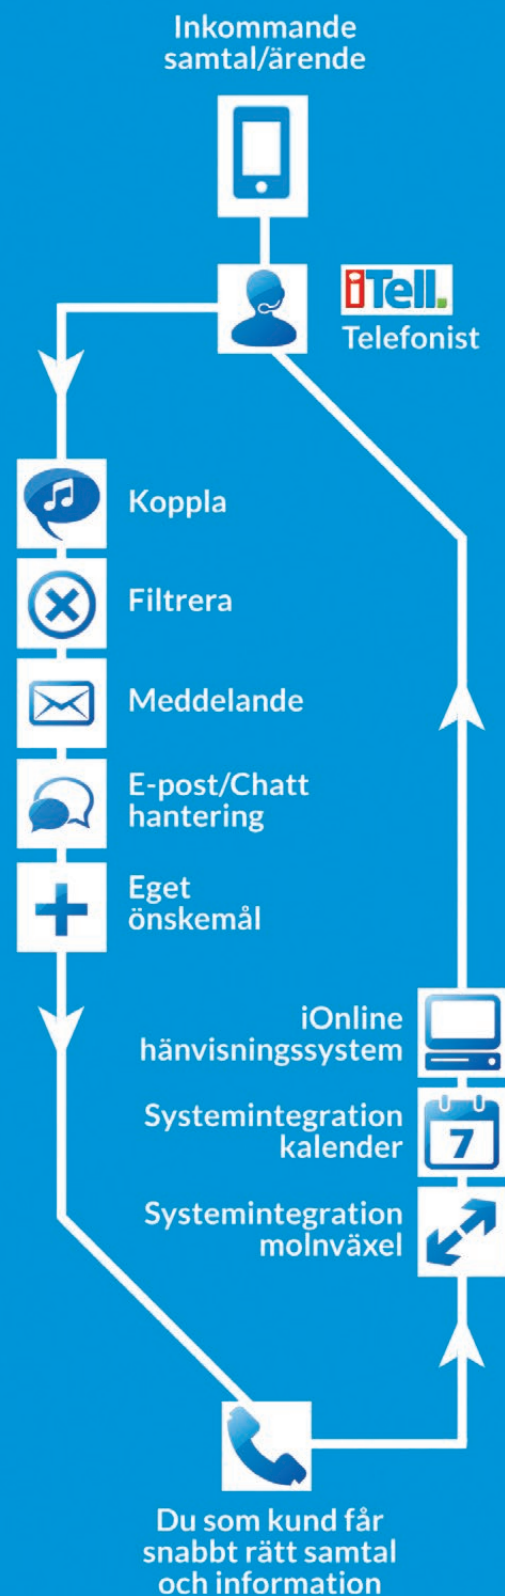 Inkommande
samtal/ärende
iTell.
Telefonist
Koppla
Filtrera
Meddelande
E-post/Chatt
hantering
Eget
önskemål
iOnline
hänvisningssystem
Systemintegration
kalender
7
Systemintegration
molnväxel
Du som kund får
snabbt rätt samtal
och information